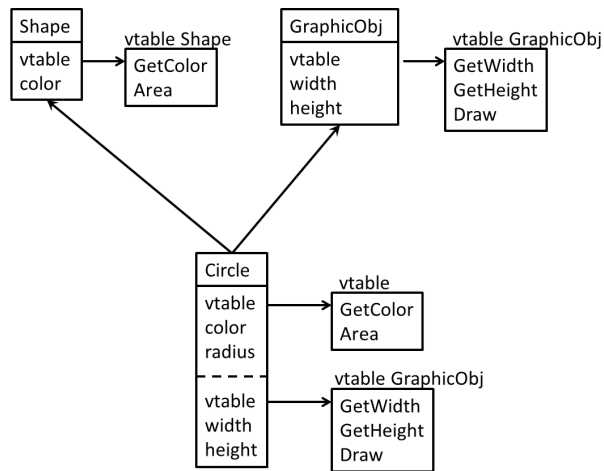 Shape
vtable
color
vtable Shape
GetColor
Area
GraphicObj
vtable
width
height
vtable GraphicObj
GetWidth
GetHeight
Draw
Circle
vtable
color
radius
vtable
width
height
vtable
GetColor
Area
vtable GraphicObj
GetWidth
GetHeight
Draw